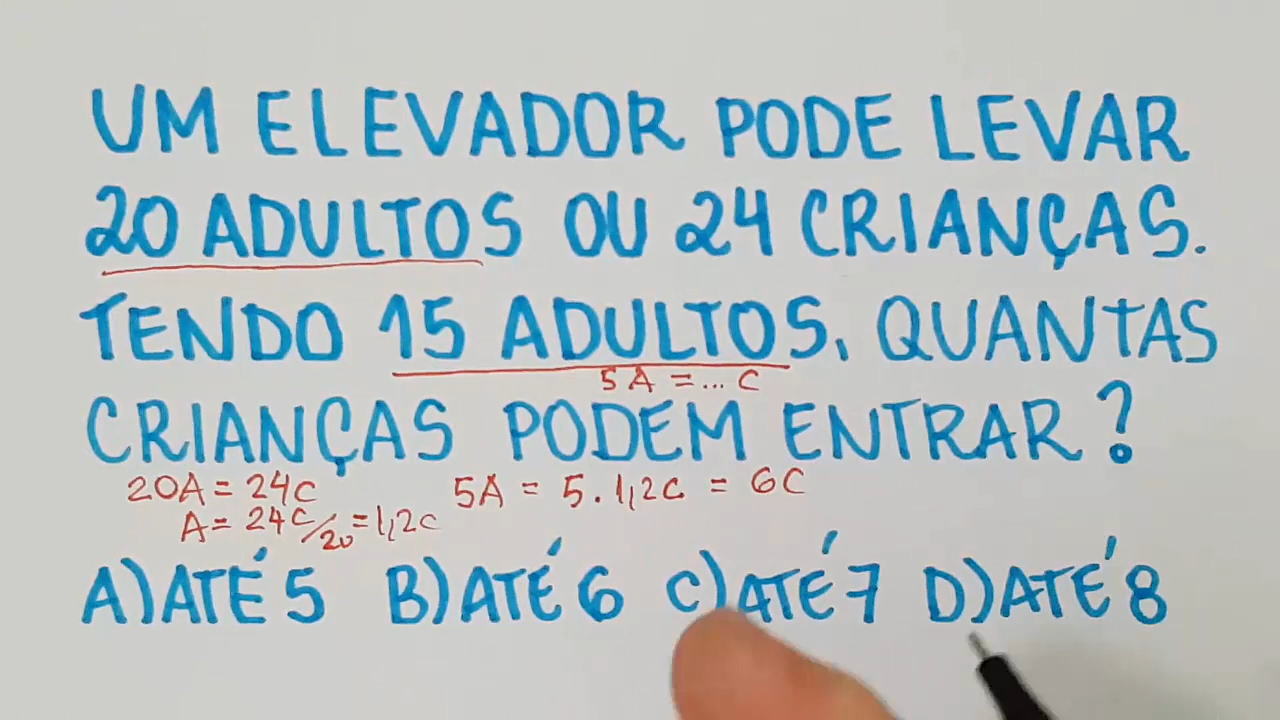 UM ELEVADOR PODE LEVAR
20 ADULTOS OU 24 CRIANÇAS.
TENDO 15 ADULTOS, QUANTAS
5A = ... C
CRIANÇAS PODEM ENTRAR?
20A = 24C
5A = 5 . 1,2C = 6C
A = 24C/20 = 1,2C
A) ATÉ 5 B) ATÉ 6 C) ATÉ 7 D) ATÉ 8